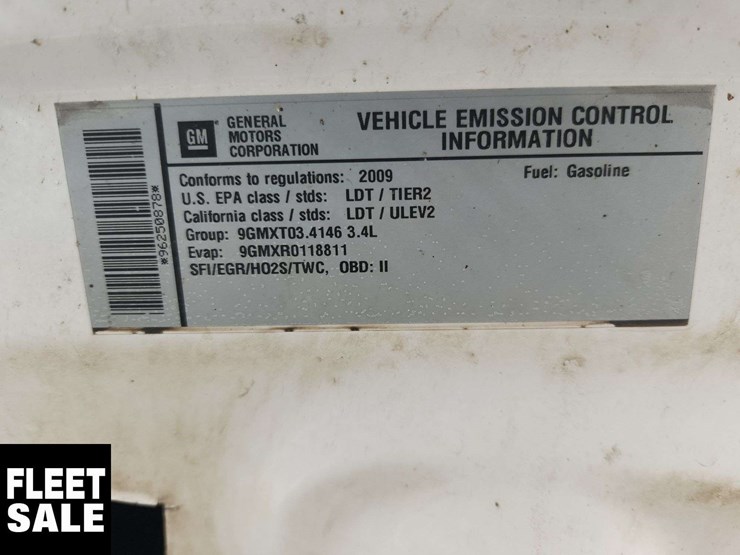 *96250878*
GM
GENERAL
MOTORS
CORPORATION
VEHICLE EMISSION CONTROL
INFORMATION
Conforms to regulations: 2009
Fuel: Gasoline
U.S. EPA class / stds: LDT / TIER2
California class / stds: LDT / ULEV2
Group: 9GMXT03.4146 3.4L
Evap: 9GMXR0118811
SFI/EGR/HO2S/TWC, OBD: II
FLEET
SALE